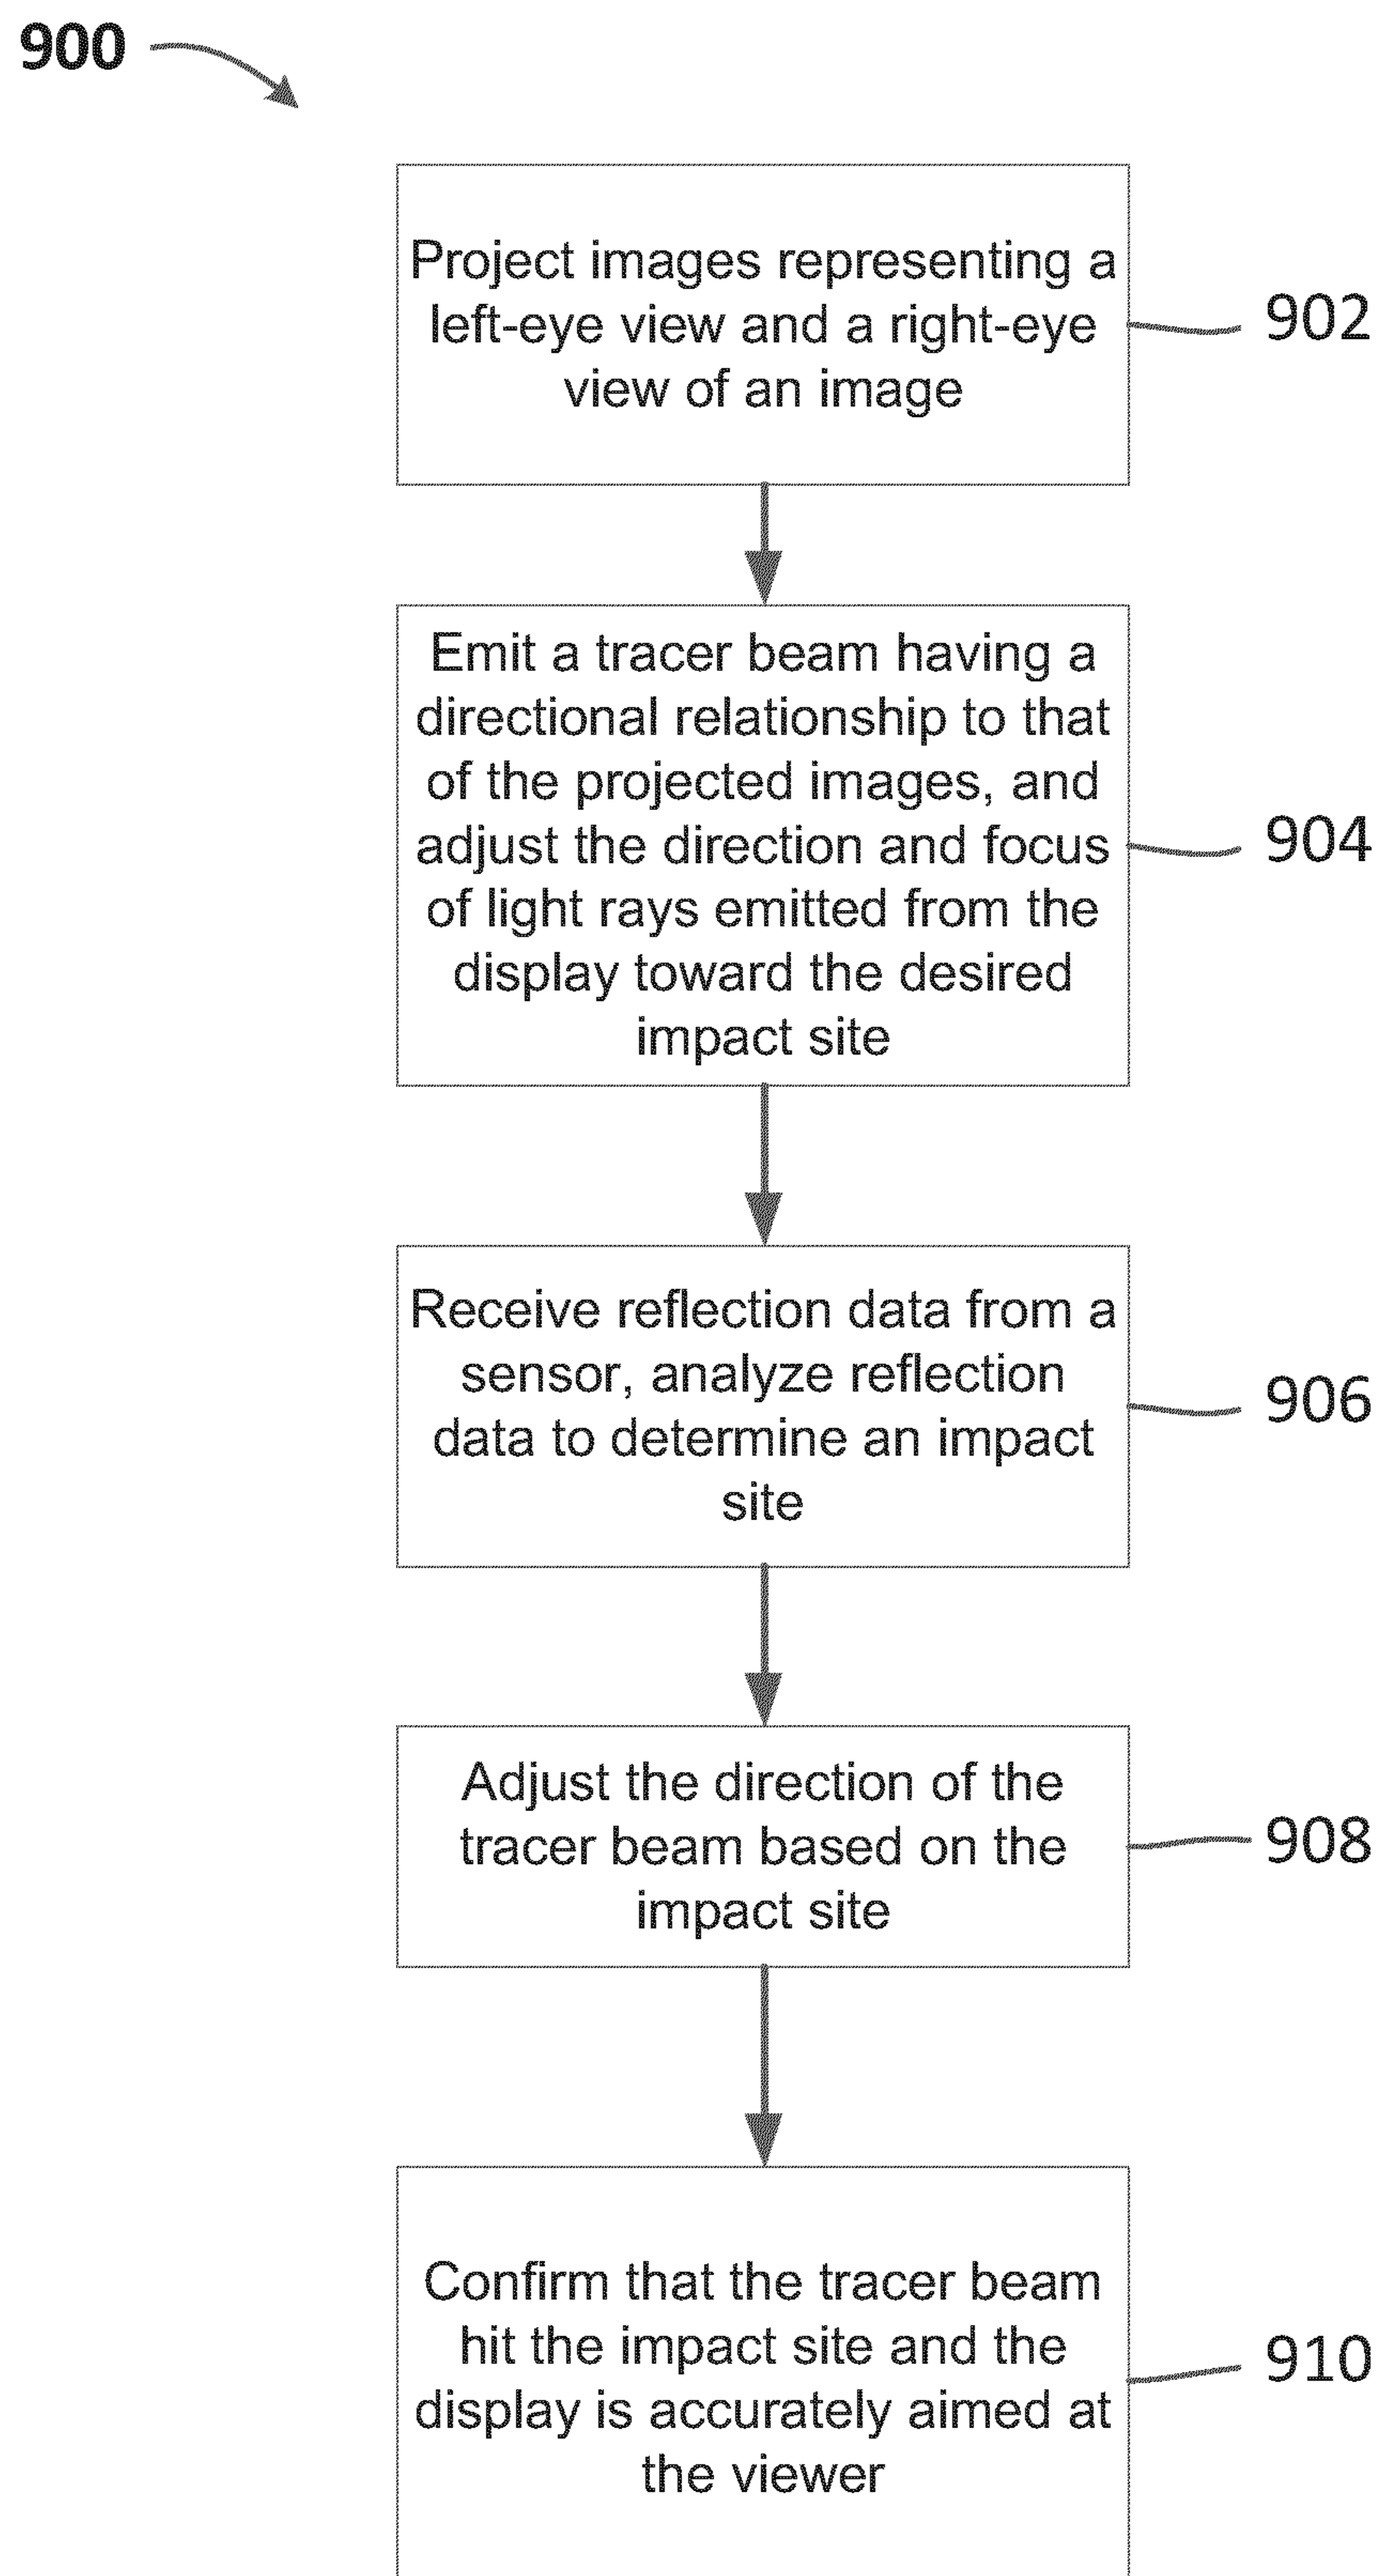 900
Project images representing a
left-eye view and a right-eye
view of an image
902
Emit a tracer beam having a
directional relationship to that
of the projected images, and
adjust the direction and focus
of light rays emitted from the
display toward the desired
impact site
904
Receive reflection data from a
sensor, analyze reflection
data to determine an impact
site
906
Adjust the direction of the
tracer beam based on the
impact site
908
Confirm that the tracer beam
hit the impact site and the
display is accurately aimed at
the viewer
910